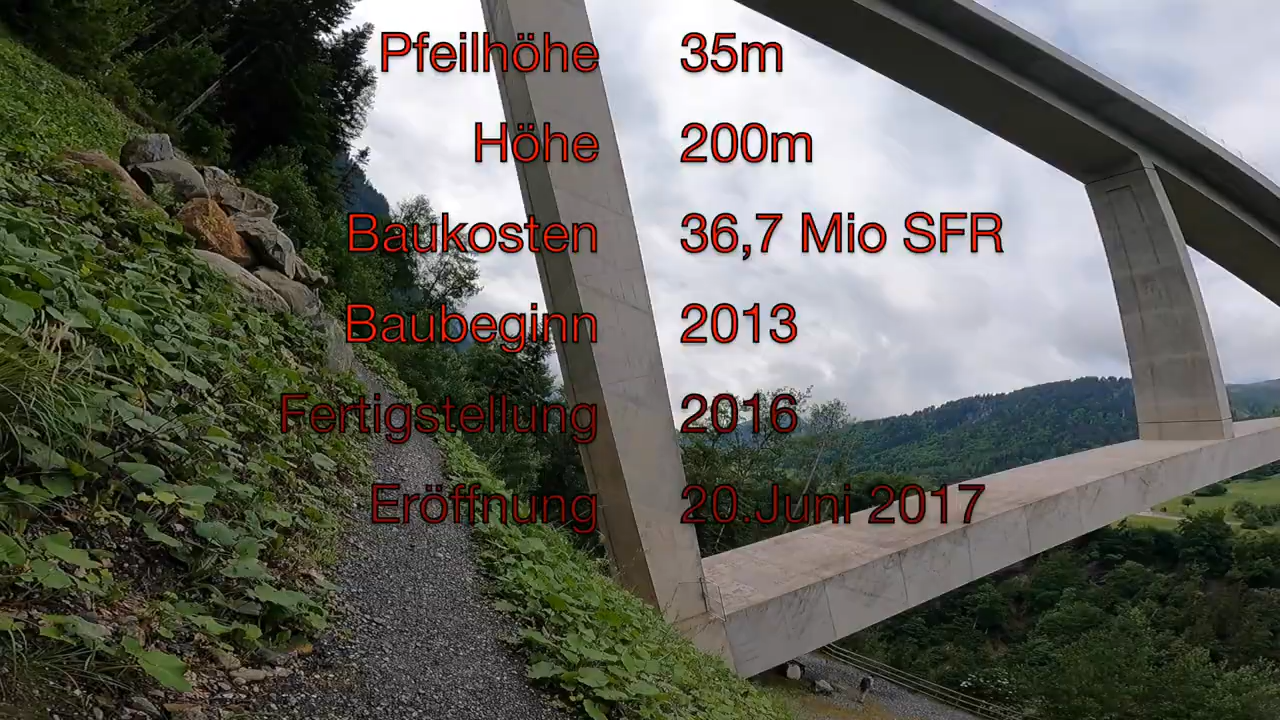 Pfeilhöhe 35m
Höhe 200m
Baukosten 36,7 Mio SFR
Baubeginn 2013
Fertigstellung 2016
Eröffnung 20.Juni 2017